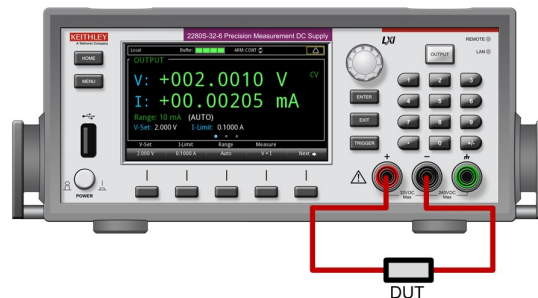 KEITHLEY
A Tektronix Company
2280S-32-6 Precision Measurement DC Supply
LXI
REMOTE
LAN
HOME
MENU
POWER
Local
Buffer:
ARM: CONT
OUTPUT
V: +002.0010 V
CV
I: +00.00205 mA
Range: 10 mA (AUTO)
V-Set: 2.000 V I-Limit: 0.1000 A
V-Set I-Limit Range Measure
2.000 V 0.1000 A Auto V + I Next
OUTPUT
ENTER
EXIT
TRIGGER
1 2 3
4 5 6
7 8 9
• 0 +/-
+ −
32VDC Max
240VDC Max
DUT